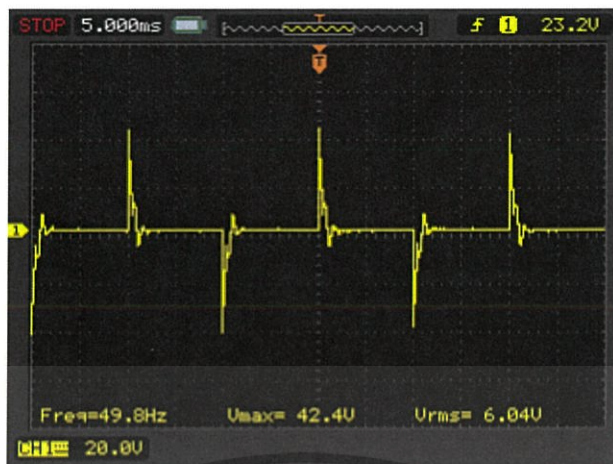 STOP 5.000ms T 1 23.2V
T
1
Freq=49.8Hz Vmax= 42.4V Vrms= 6.04V
CH1 20.0V